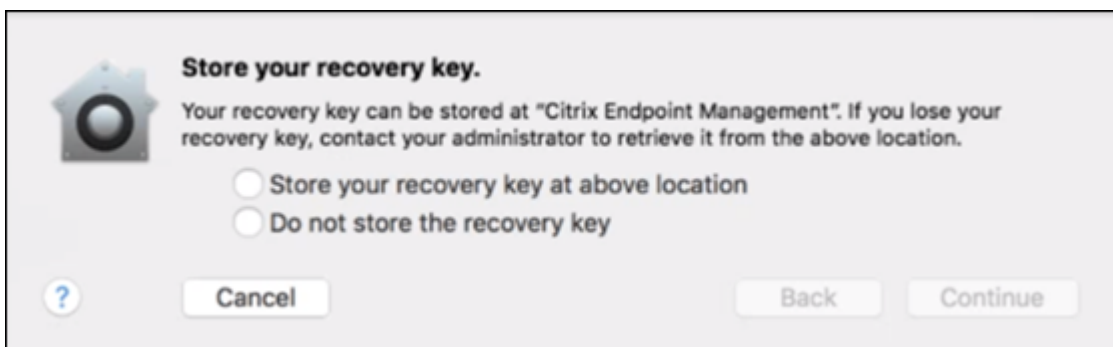 Store your recovery key.
Your recovery key can be stored at "Citrix Endpoint Management". If you lose your
recovery key, contact your administrator to retrieve it from the above location.
Store your recovery key at above location
Do not store the recovery key
?
Cancel
Back
Continue